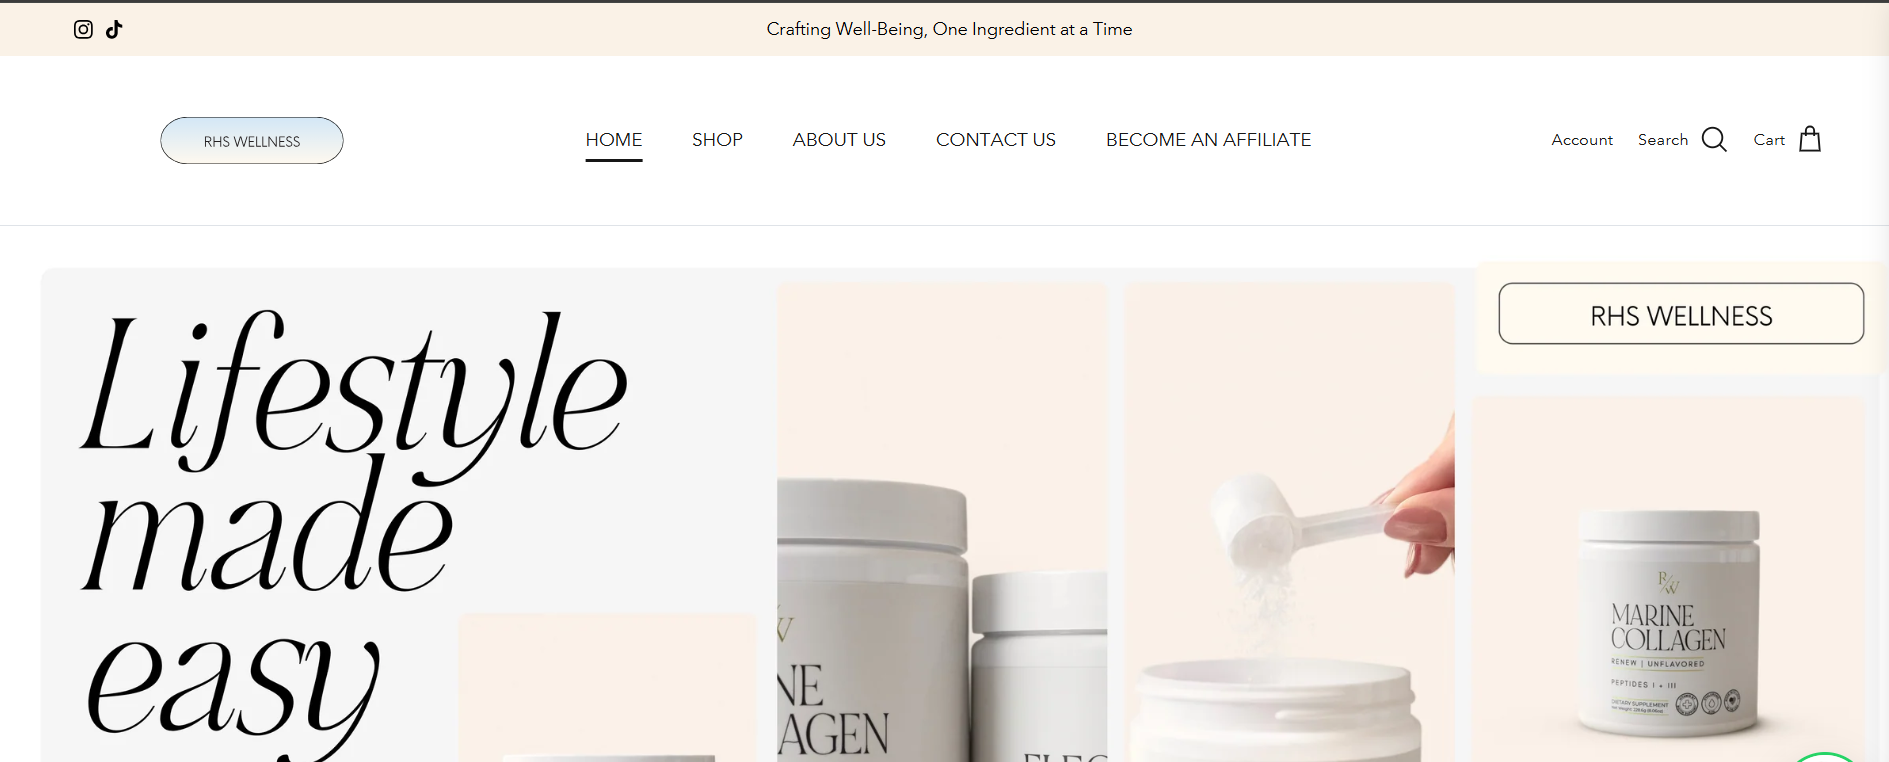 Crafting Well-Being, One Ingredient at a Time
RHS WELLNESS
HOME SHOP ABOUT US CONTACT US BECOME AN AFFILIATE
Account Search Cart
Lifestyle
made
easy
RHS WELLNESS
W
NE
LAGEN
R/W
MARINE
COLLAGEN
RENEW | UNFLAVORED
PEPTIDES I + III
DIETARY SUPPLEMENT